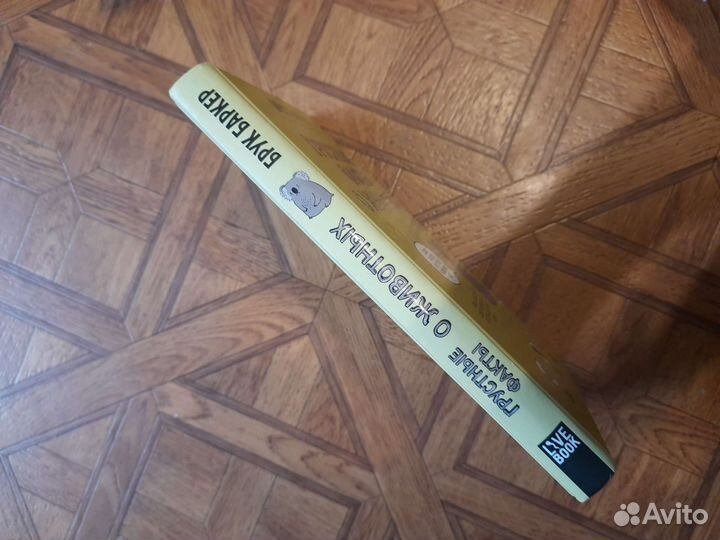 БРУК БАРКЕР
ГРУСТНЫЕ
ФАКТЫ
О ЖИВОТНЫХ
LIVE
BOOK
Avito